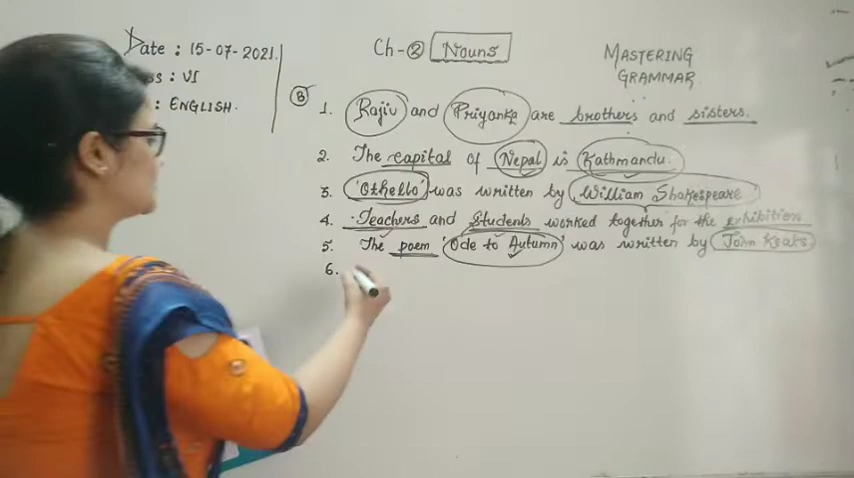 Date : 15-07-2021.
ss : VI
: ENGLISH.
Ch-② Nouns
MASTERING
GRAMMAR
Ⓑ
1. Rajiv and Priyanka are brothers and sisters.
2. The capital of Nepal is Kathmandu.
3. 'Othello' was written by William Shakespeare
4. Teachers and Students worked together for the exhibition
5. The poem 'Ode to Autumn' was written by John Keats
6.